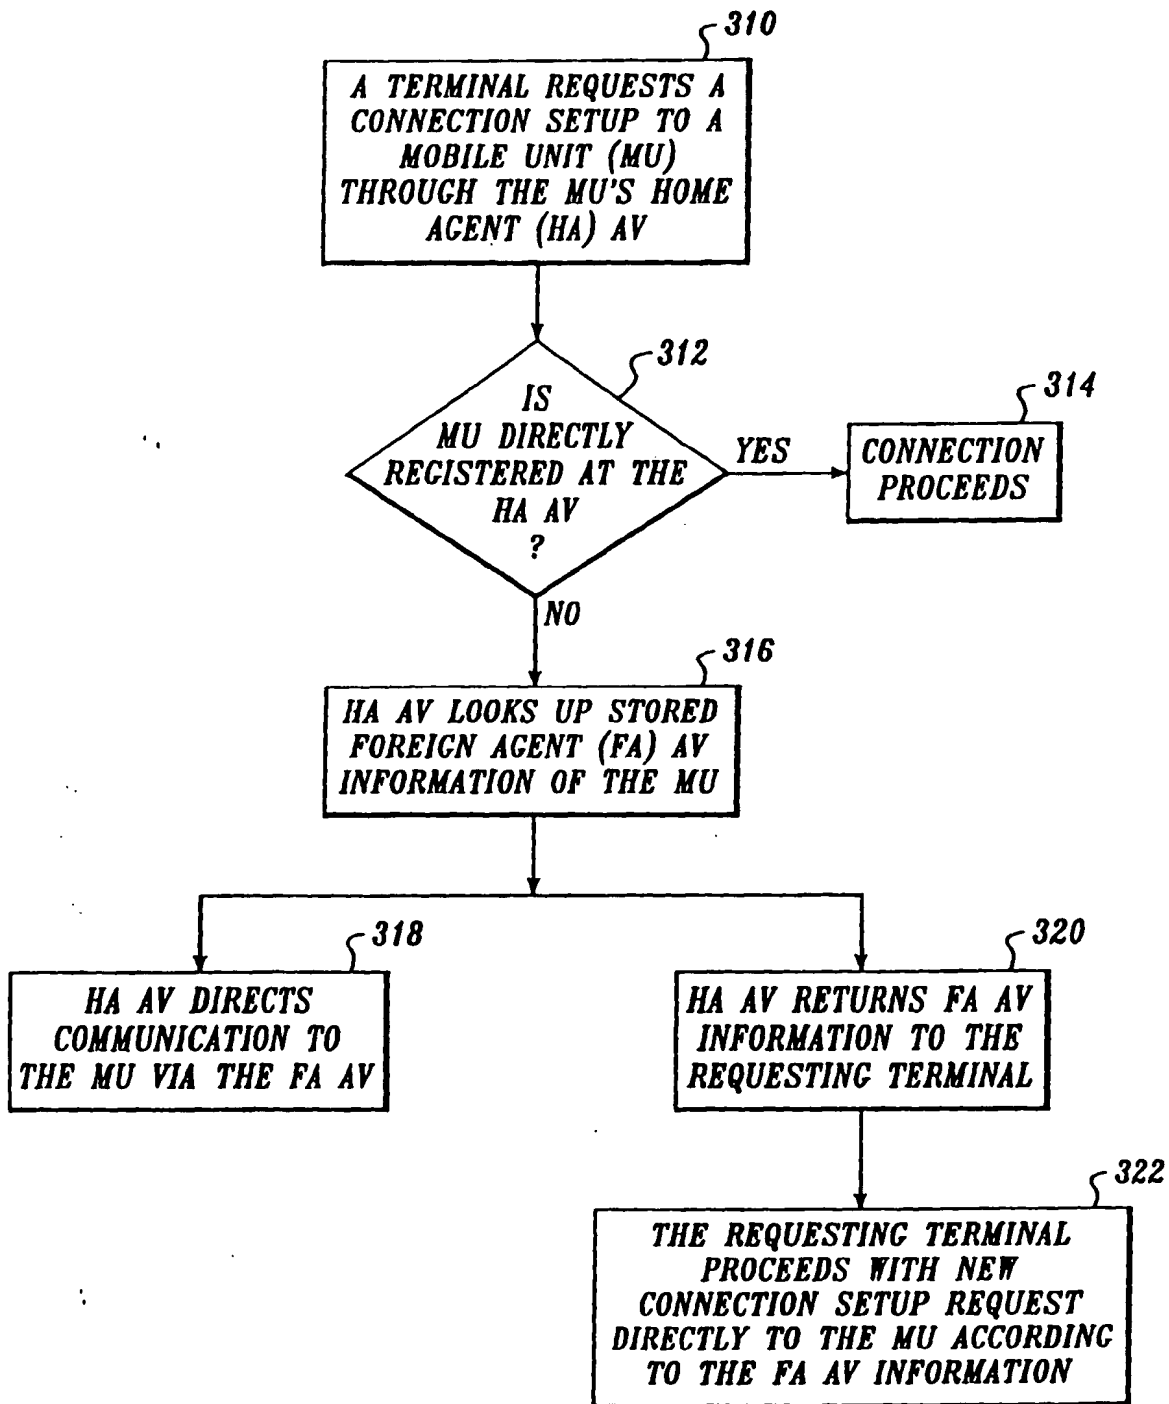 310
A TERMINAL REQUESTS A
CONNECTION SETUP TO A
MOBILE UNIT (MU)
THROUGH THE MU'S HOME
AGENT (HA) AV
312
IS
MU DIRECTLY
REGISTERED AT THE
HA AV
?
YES
314
CONNECTION
PROCEEDS
NO
316
HA AV LOOKS UP STORED
FOREIGN AGENT (FA) AV
INFORMATION OF THE MU
318
HA AV DIRECTS
COMMUNICATION TO
THE MU VIA THE FA AV
320
HA AV RETURNS FA AV
INFORMATION TO THE
REQUESTING TERMINAL
322
THE REQUESTING TERMINAL
PROCEEDS WITH NEW
CONNECTION SETUP REQUEST
DIRECTLY TO THE MU ACCORDING
TO THE FA AV INFORMATION